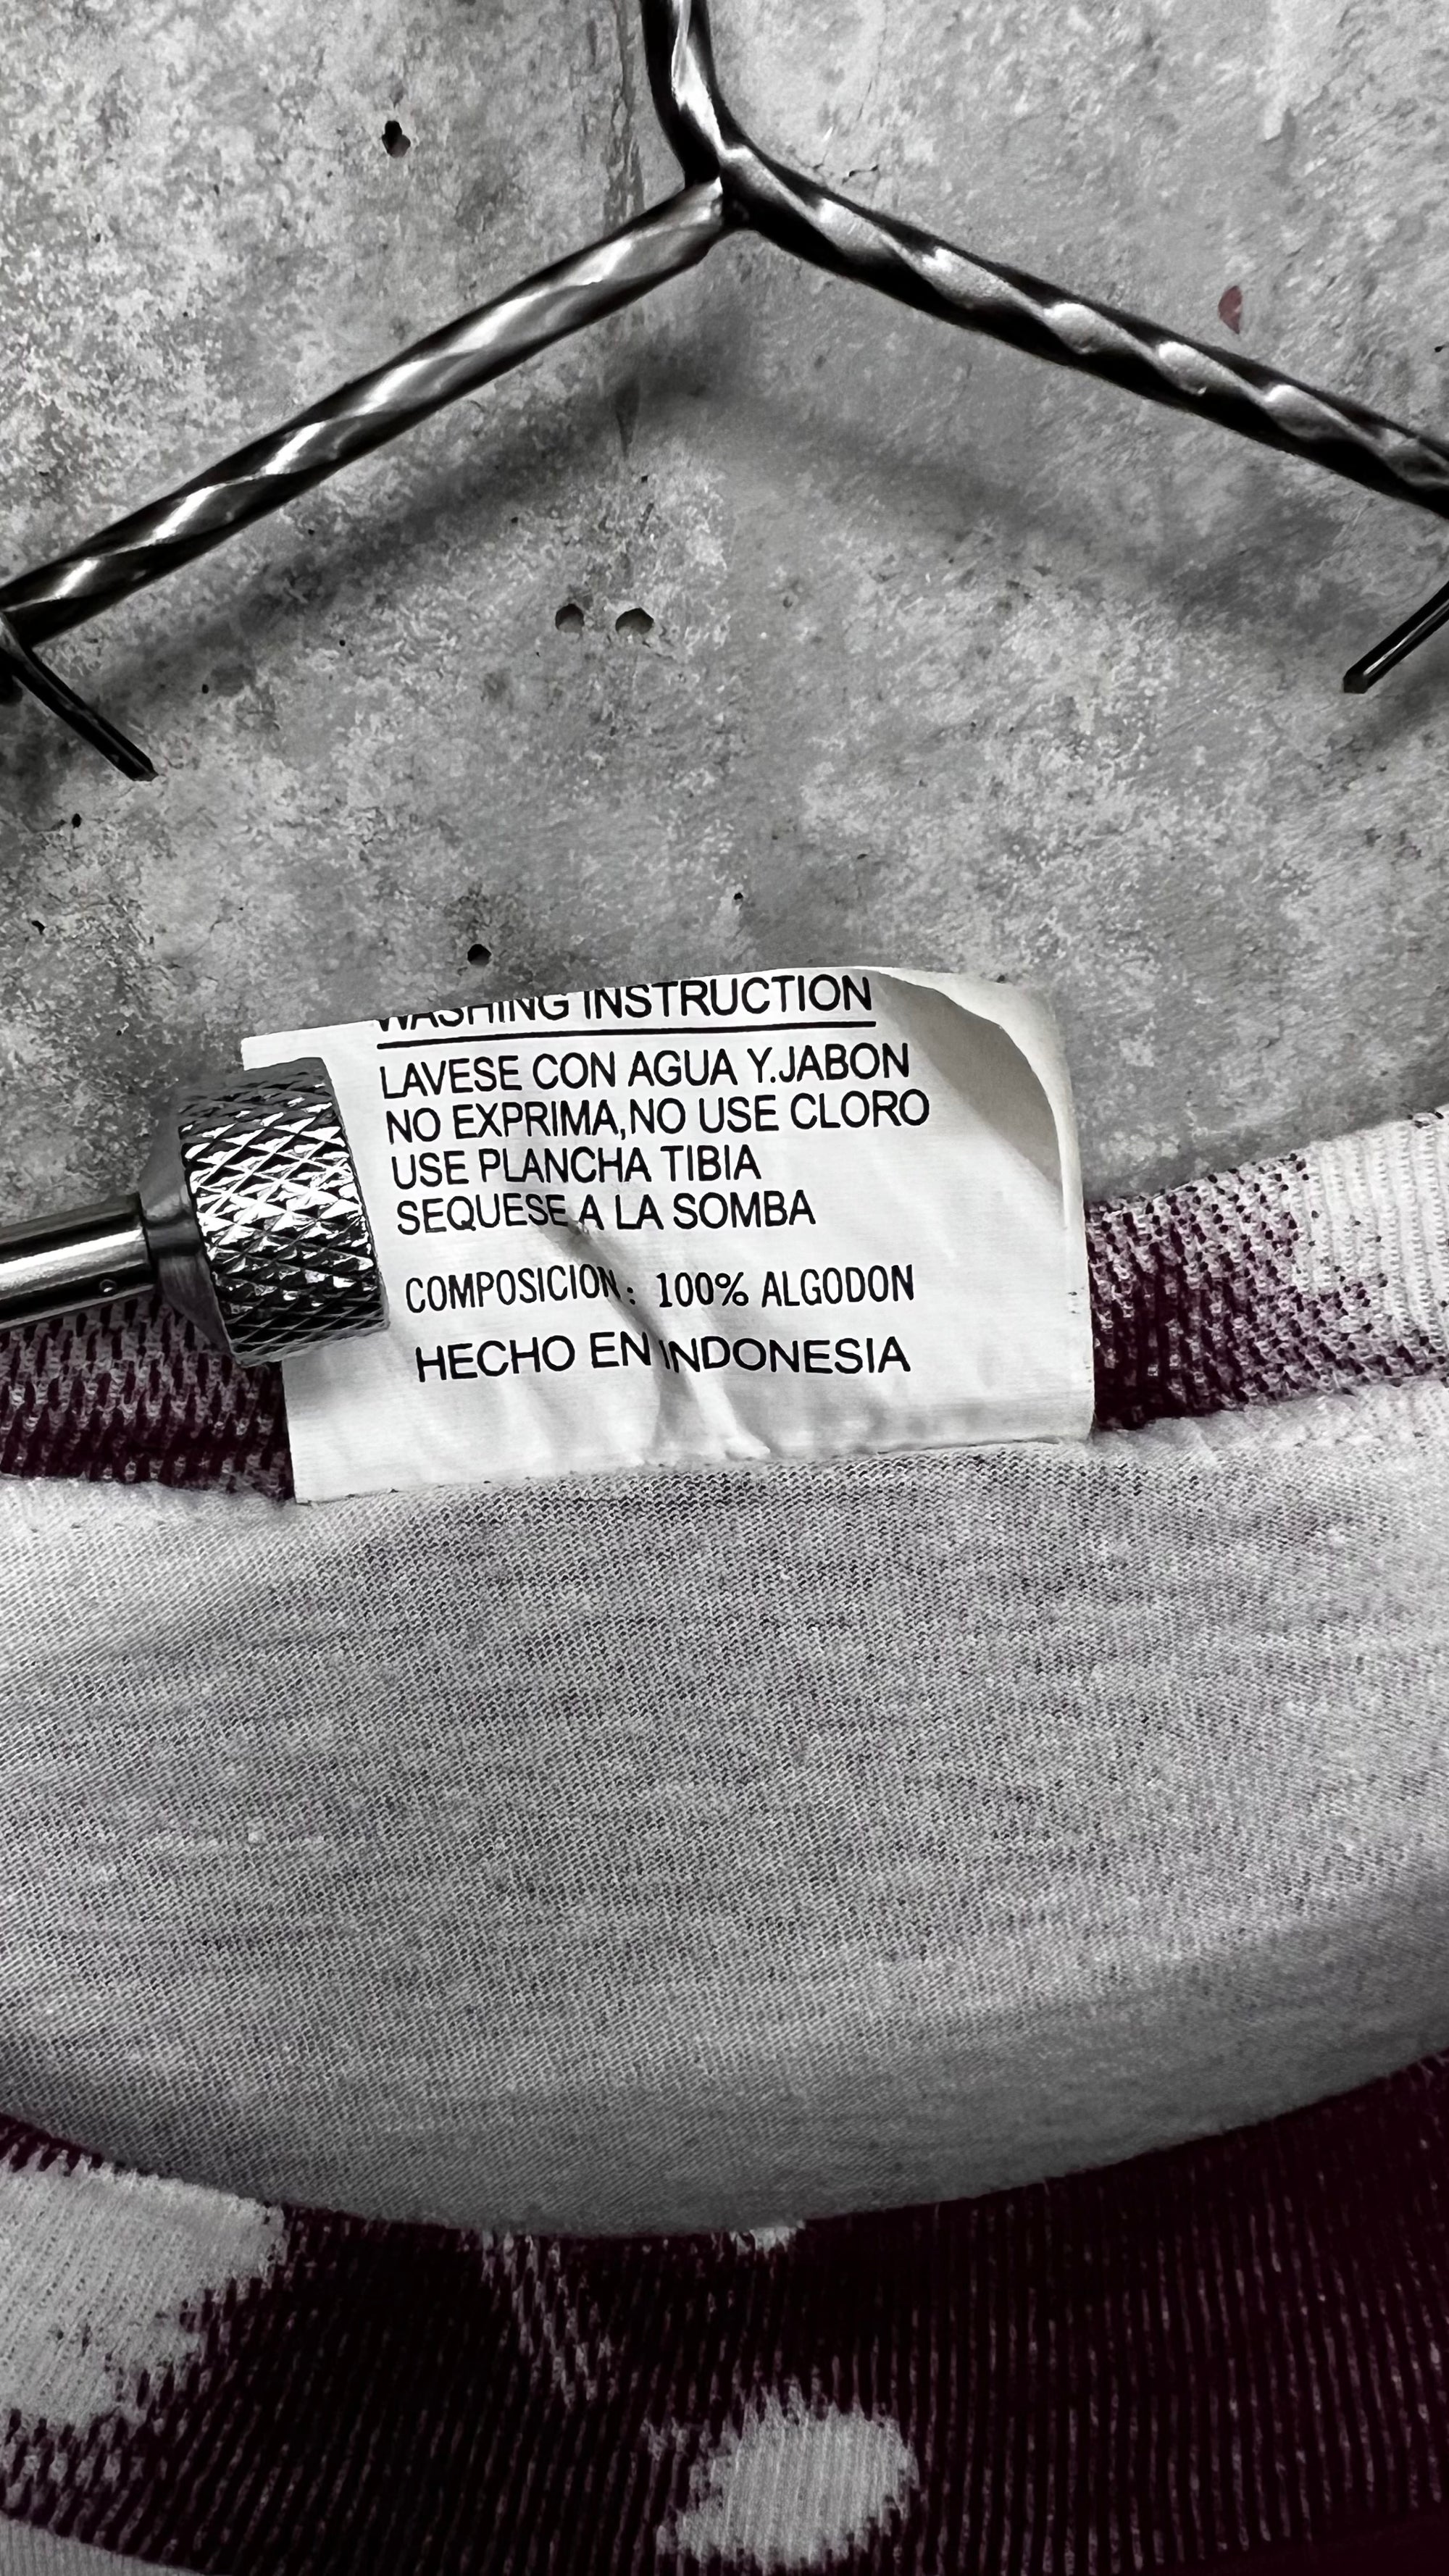 WASHING INSTRUCTION
LAVESE CON AGUA Y.JABON
NO EXPRIMA,NO USE CLORO
USE PLANCHA TIBIA
SEQUESE A LA SOMBA
COMPOSICION: 100% ALGODON
HECHO EN INDONESIA